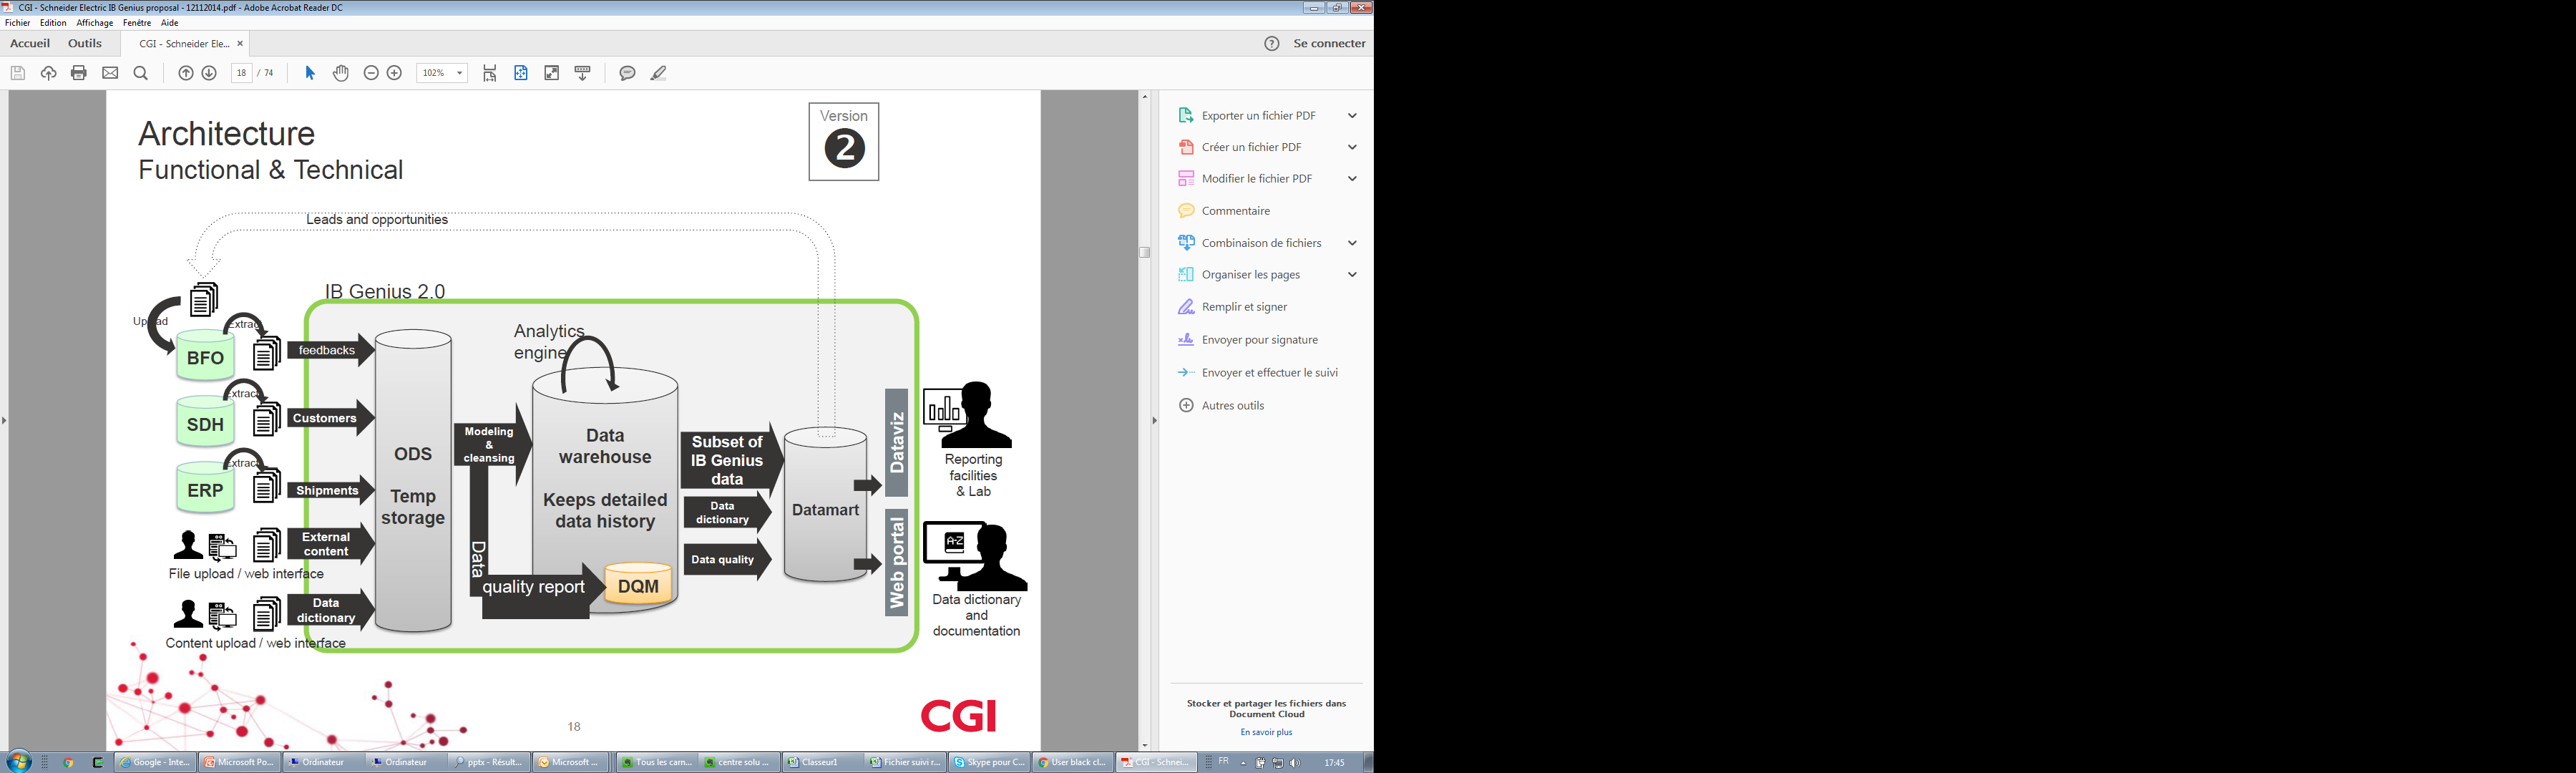 CGI - Schneider Electric IB Genius proposal - 12112014.pdf - Adobe Acrobat Reader DC
Fichier Edition Affichage Fenêtre Aide
Accueil Outils CGI - Schneider Ele... × ? Se connecter
18 / 74 102%
Architecture
Functional & Technical
Version
2
Leads and opportunities
IB Genius 2.0
Upload
Extract
BFO
feedbacks
Extract
SDH
Customers
Extract
ERP
Shipments
External
content
File upload / web interface
Data
dictionary
Content upload / web interface
ODS
Temp
storage
Modeling
&
cleansing
Data
quality report
Analytics
engine
Data
warehouse
Keeps detailed
data history
DQM
Subset of
IB Genius
data
Data
dictionary
Data quality
Datamart
Dataviz
Web portal
Reporting
facilities
& Lab
A-Z
Data dictionary
and
documentation
18
CGI
Exporter un fichier PDF
Créer un fichier PDF
Modifier le fichier PDF
Commentaire
Combinaison de fichiers
Organiser les pages
Remplir et signer
Envoyer pour signature
Envoyer et effectuer le suivi
Autres outils
Stocker et partager les fichiers dans
Document Cloud
En savoir plus
Google - Inte... Microsoft Po... Ordinateur Ordinateur pptx - Résult... Microsoft ... Tous les carn... centre solu ... Classeur1 Fichier suivi r... Skype pour C... User black cl... CGI - Schnei... FR 17:45